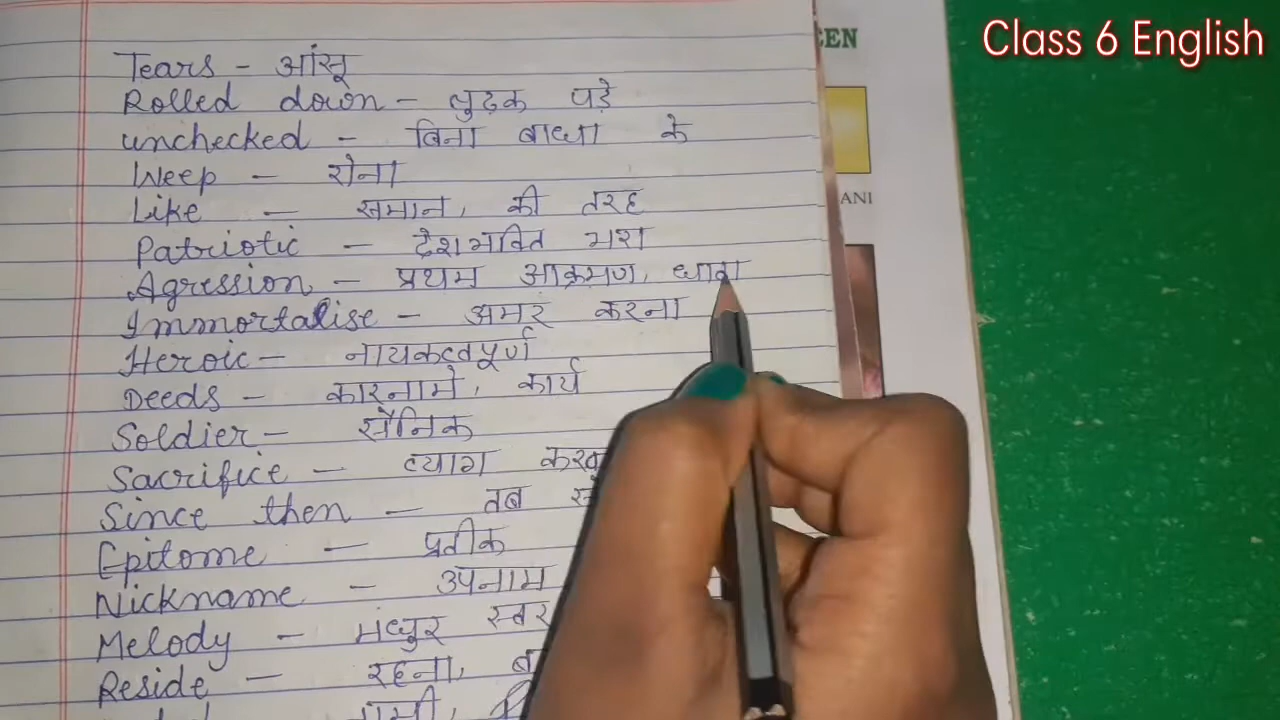 Class 6 English
EEN
ANI
Tears - आंसू
Rolled down - लुढ़क पड़े
unchecked - बिना बाधा के
Weep - रोना
Like - समान, की तरह
Patriotic - देशभक्ति भरा
Agression - प्रथम आक्रमण, धावा
Immortalise - अमर करना
Heroic - नायकत्वपूर्ण
Deeds - कारनामे, कार्य
Soldier - सैनिक
Sacrifice - त्याग
Since then - तब
Epitome - प्रतीक
Nickname - उपनाम
Melody - मधुर स्वर
Reside - रहना,